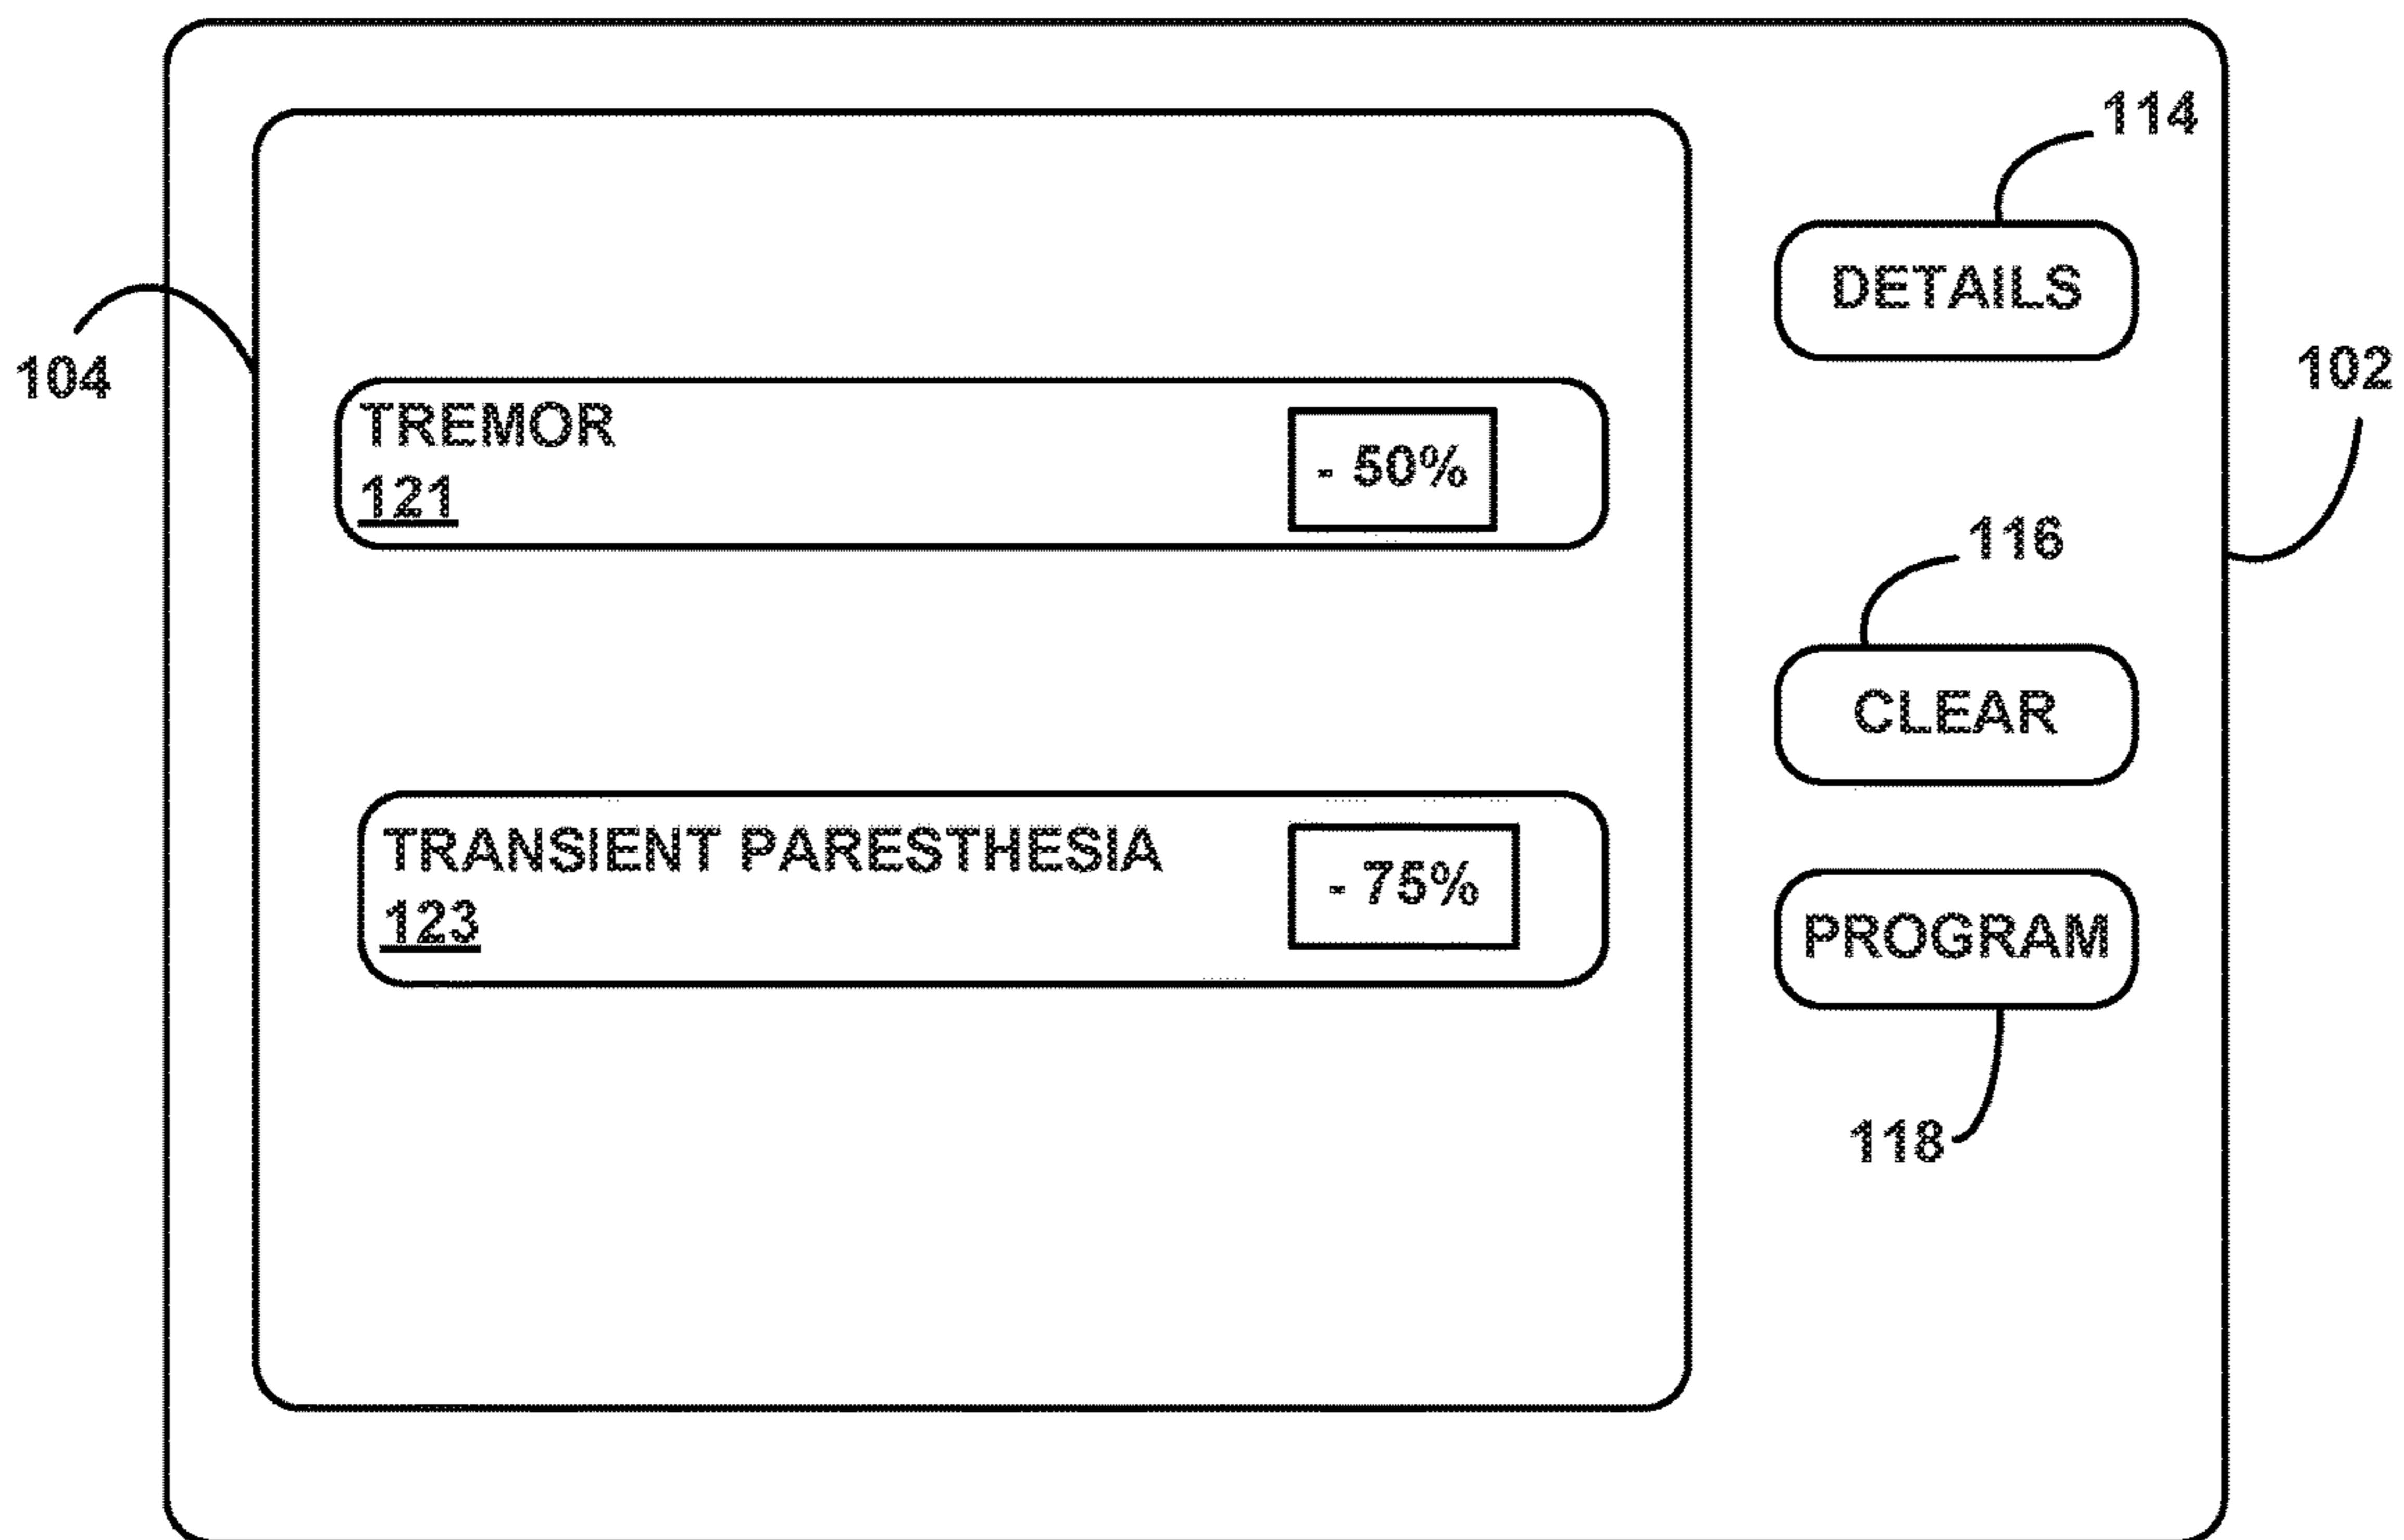 114
DETAILS
104
102
TREMOR
121
- 50%
116
CLEAR
TRANSIENT PARESTHESIA
123
- 75%
PROGRAM
118